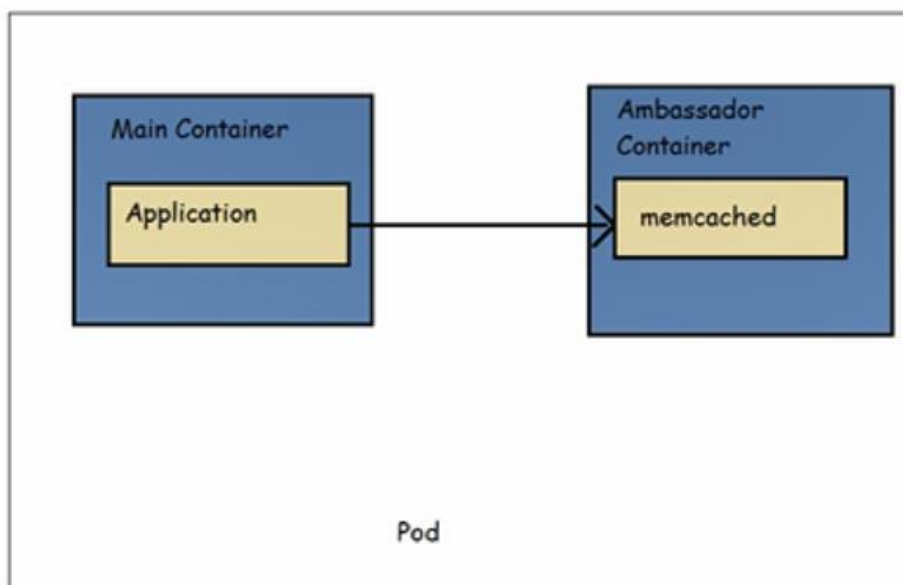 Main Container
Application
Ambassador
Container
memcached
Pod